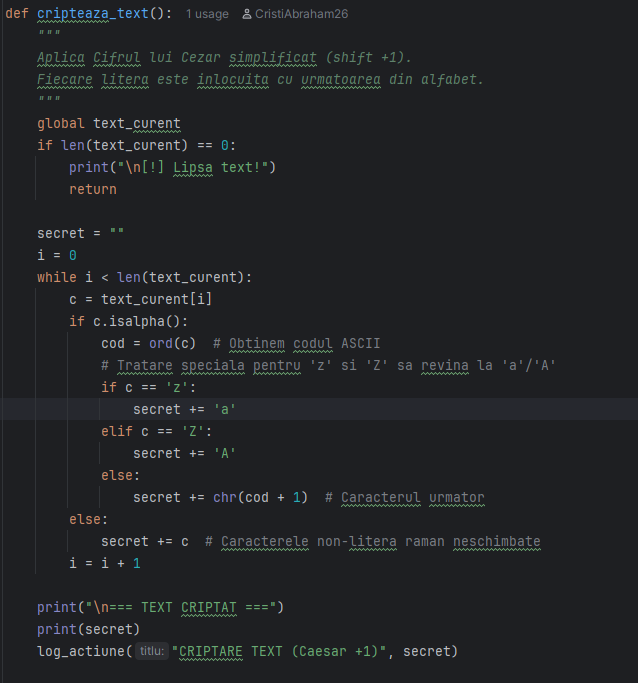 def cripteaza_text():  1 usage  CristiAbraham26
    """
    Aplica Cifrul lui Cezar simplificat (shift +1).
    Fiecare litera este inlocuita cu urmatoarea din alfabet.
    """
    global text_curent
    if len(text_curent) == 0:
        print("\n[!] Lipsa text!")
        return

    secret = ""
    i = 0
    while i < len(text_curent):
        c = text_curent[i]
        if c.isalpha():
            cod = ord(c)  # Obtinem codul ASCII
            # Tratare speciala pentru 'z' si 'Z' sa revina la 'a'/'A'
            if c == 'z':
                secret += 'a'
            elif c == 'Z':
                secret += 'A'
            else:
                secret += chr(cod + 1)  # Caracterul urmator
        else:
            secret += c  # Caracterele non-litera raman neschimbate
        i = i + 1

    print("\n=== TEXT CRIPTAT ===")
    print(secret)
    log_actiune( titlu: "CRIPTARE TEXT (Caesar +1)", secret)